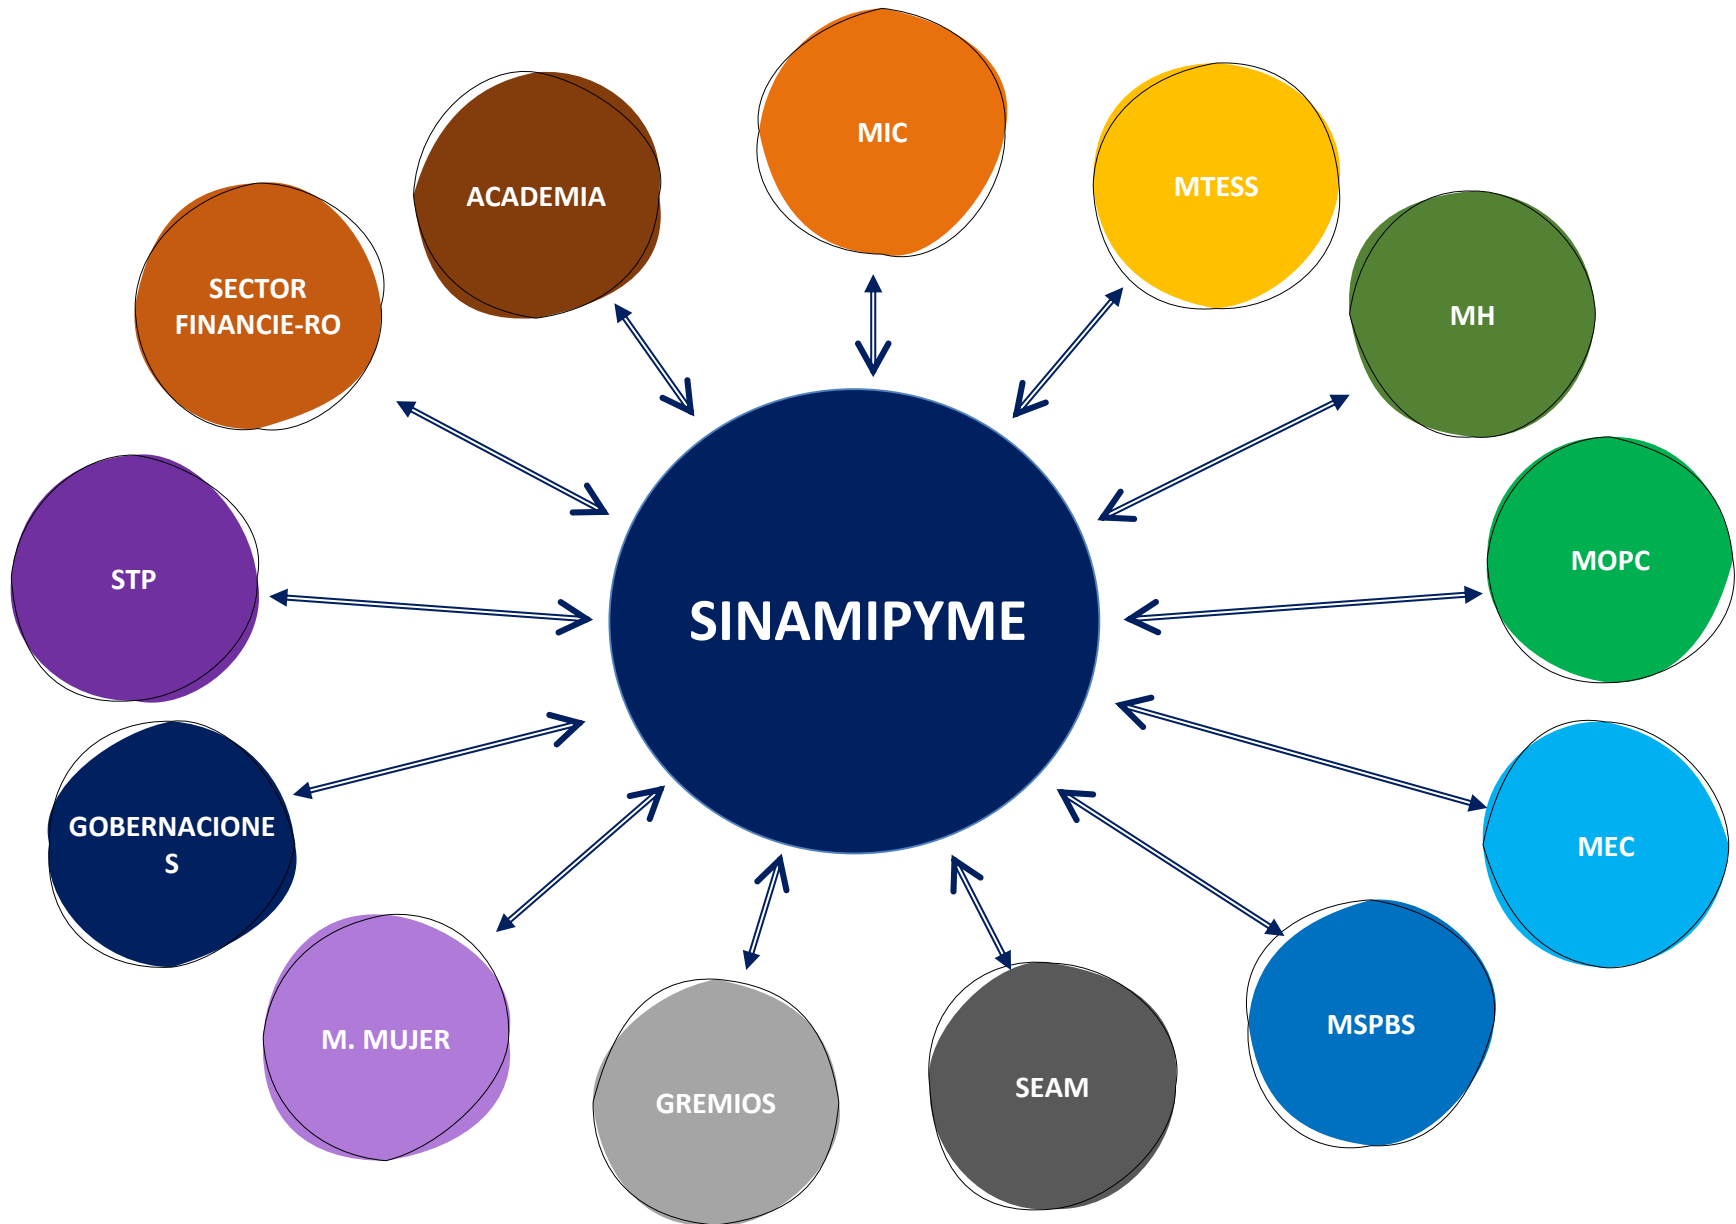 MIC
MTESS
ACADEMIA
SECTOR
FINANCIE-RO
MH
MOPC
STP
SINAMIPYME
GOBERNACIONE
S
MEC
MSPBS
M. MUJER
SEAM
GREMIOS